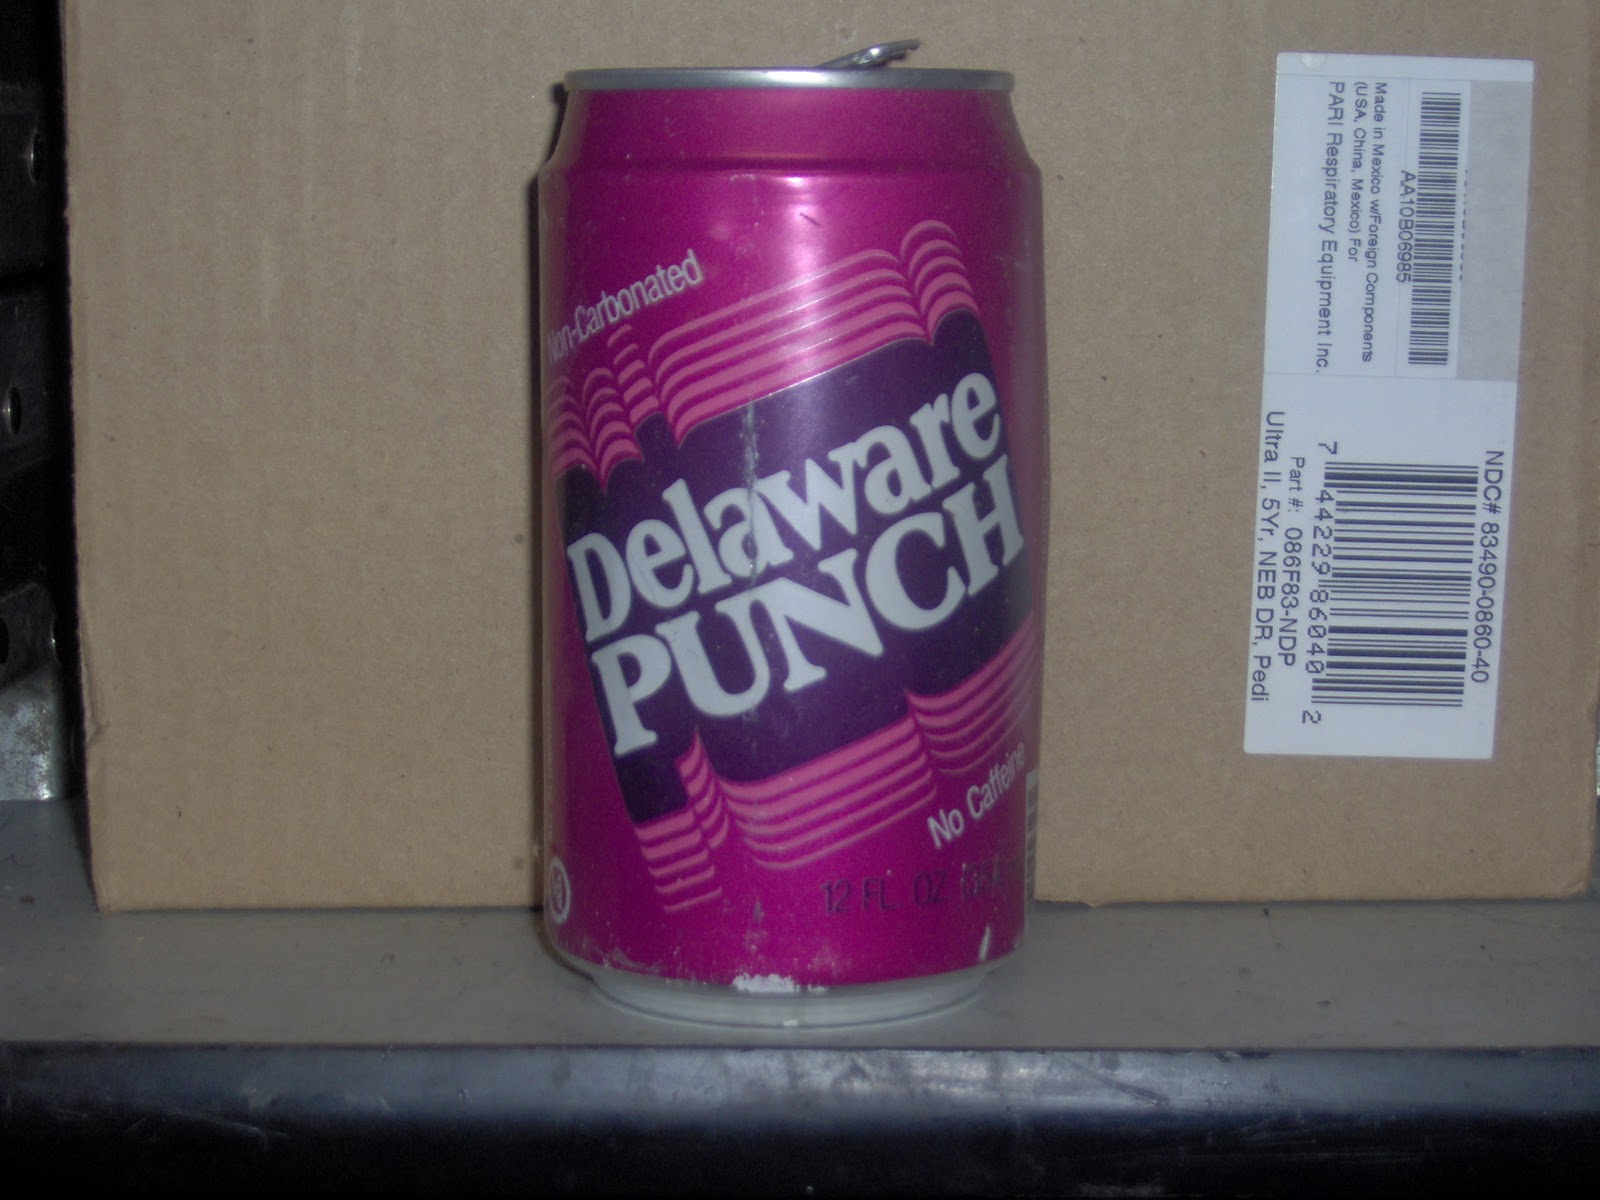 Non-Carbonated
Delaware
PUNCH
No Caffeine
12 FL OZ
AA10B06985
Made in Mexico w/Foreign Components
(USA, China, Mexico) For
PARI Respiratory Equipment Inc.
NDC# 83490-0860-40
7 44229 86040 2
Part #: 086F83-NDP
Ultra II, 5Yr, NEB DR, Pedi